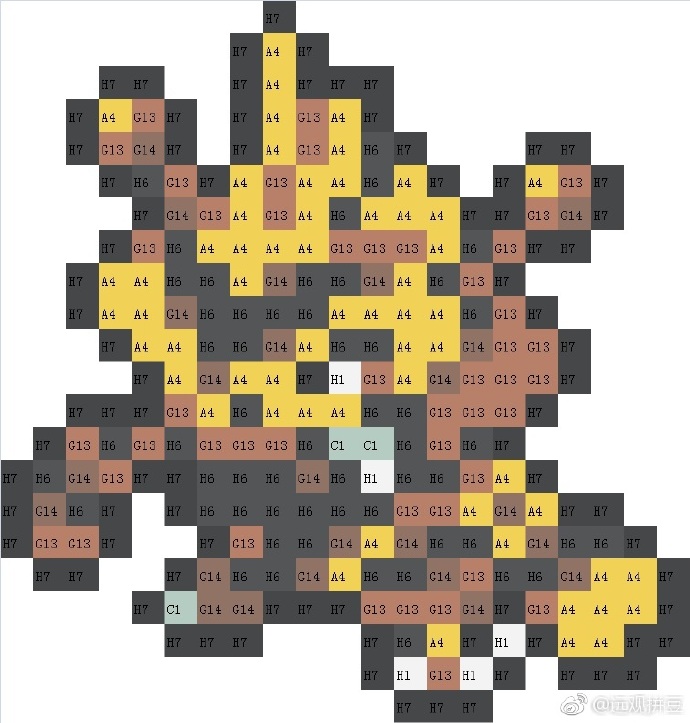 H7
H7 A4 H7
H7 H7 H7 A4 H7 H7 H7
H7 A4 G13 H7 H7 A4 G13 A4 H7
H7 G13 G14 H7 H7 A4 G13 A4 H6 H7 H7 H7
H7 H6 G13 H7 A4 G13 A4 A4 H6 A4 H7 H7 A4 G13 H7
H7 G14 G13 A4 G13 A4 H6 A4 A4 A4 H7 H7 G13 G14 H7
H7 G13 H6 A4 A4 A4 A4 G13 G13 G13 A4 H6 G13 H7 H7
H7 A4 A4 H6 H6 A4 G14 H6 H6 G14 A4 H6 G13 H7
H7 A4 A4 G14 H6 H6 H6 H6 A4 A4 A4 A4 H6 G13 H7
H7 A4 A4 H6 H6 G14 A4 H6 H6 A4 A4 G14 G13 G13 H7
H7 A4 G14 A4 A4 H7 H1 G13 A4 G14 G13 G13 G13 H7
H7 H7 H7 G13 A4 H6 A4 A4 A4 H6 H6 G13 G13 G13 H7
H7 G13 H6 G13 H6 G13 G13 G13 H6 C1 C1 H6 G13 H6 H7
H7 H6 G14 G13 H7 H7 H6 H6 H6 G14 H6 H1 H6 H6 G13 A4 H7
H7 G14 H6 H7 H7 H6 H6 H6 H6 H6 H6 G13 G13 A4 G14 A4 H7 H7
H7 G13 G13 H7 H7 G13 H6 H6 G14 A4 G14 H6 H6 A4 G14 H6 H6 H7
H7 H7 H7 G14 H6 H6 G14 A4 H6 H6 G14 G13 H6 H6 G14 A4 A4 H7
H7 C1 G14 G14 H7 H7 H7 G13 G13 G13 G14 H7 G13 A4 A4 A4 H7
H7 H7 H7 H7 H6 A4 H7 H1 H7 A4 A4 H7 H7
H7 H1 G13 H1 H7 H7 H7 H7
H7 H7 H7
@远观拼豆